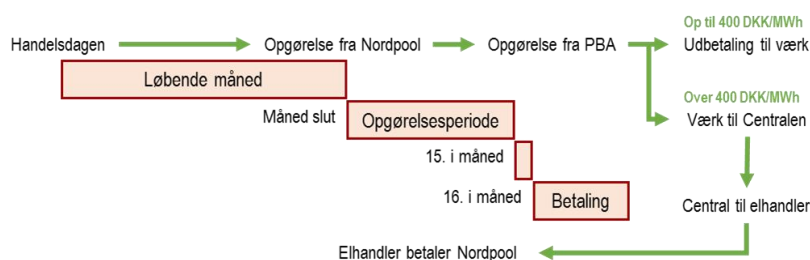 Op til 400 DKK/MWh
Handelsdagen Opgørelse fra Nordpool Opgørelse fra PBA Udbetaling til værk
Løbende måned
Over 400 DKK/MWh
Måned slut Opgørelsesperiode Værk til Centralen
15. i måned
16. i måned Betaling Central til elhandler
Elhandler betaler Nordpool